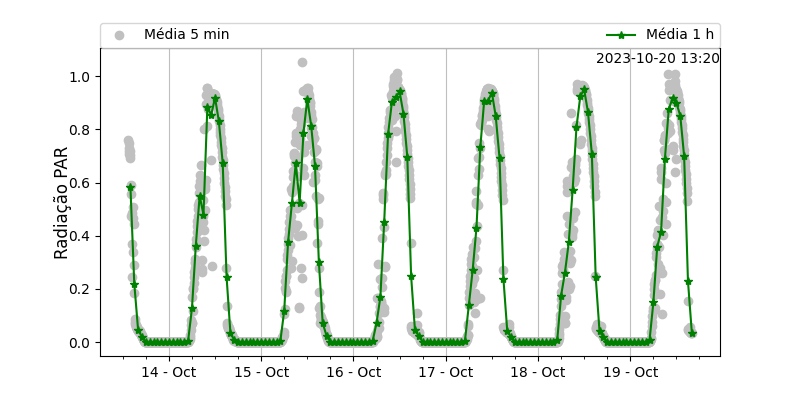 Média 5 min
Média 1 h
2023-10-20 13:20
Radiação PAR
1.0
0.8
0.6
0.4
0.2
0.0
14 - Oct
15 - Oct
16 - Oct
17 - Oct
18 - Oct
19 - Oct